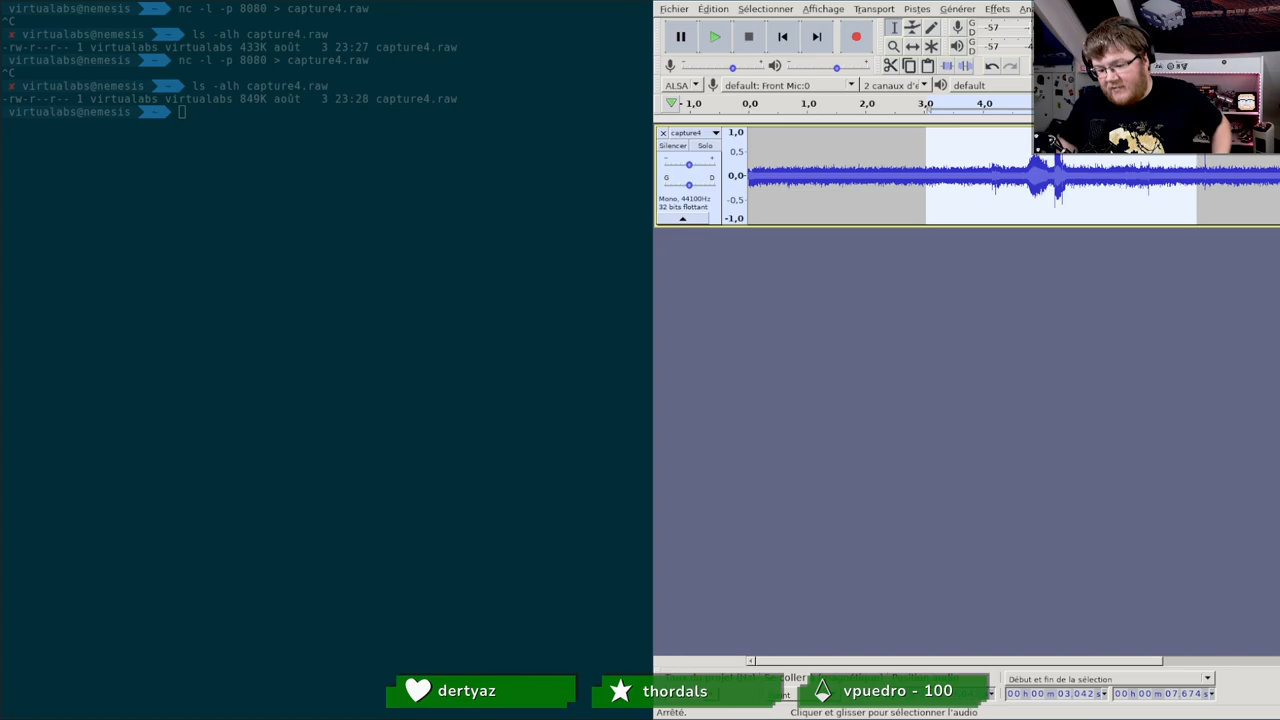 virtualabs@nemesis ~ nc -l -p 8080 > capture4.raw
^C
✘ virtualabs@nemesis ~ ls -alh capture4.raw
-rw-r--r-- 1 virtualabs virtualabs 433K août 3 23:27 capture4.raw
virtualabs@nemesis ~ nc -l -p 8080 > capture4.raw
^C
✘ virtualabs@nemesis ~ ls -alh capture4.raw
-rw-r--r-- 1 virtualabs virtualabs 849K août 3 23:28 capture4.raw
virtualabs@nemesis ~
Fichier Édition Sélectionner Affichage Transport Pistes Générer Effets
G -57
D
G -57
D
ALSA default: Front Mic:0 2 canaux d'e default
- 1,0 0,0 1,0 2,0 3,0 4,0
capture4 1,0
Silencer Solo 0,5
- +
0,0
G D
Mono, 44100Hz -0,5
32 bits flottant
-1,0
Début et fin de la sélection
00 h 00 m 03,042 s 00 h 00 m 07,674 s
Arrêté. Cliquer et glisser pour sélectionner l'audio
dertyaz
thordals
vpuedro - 100